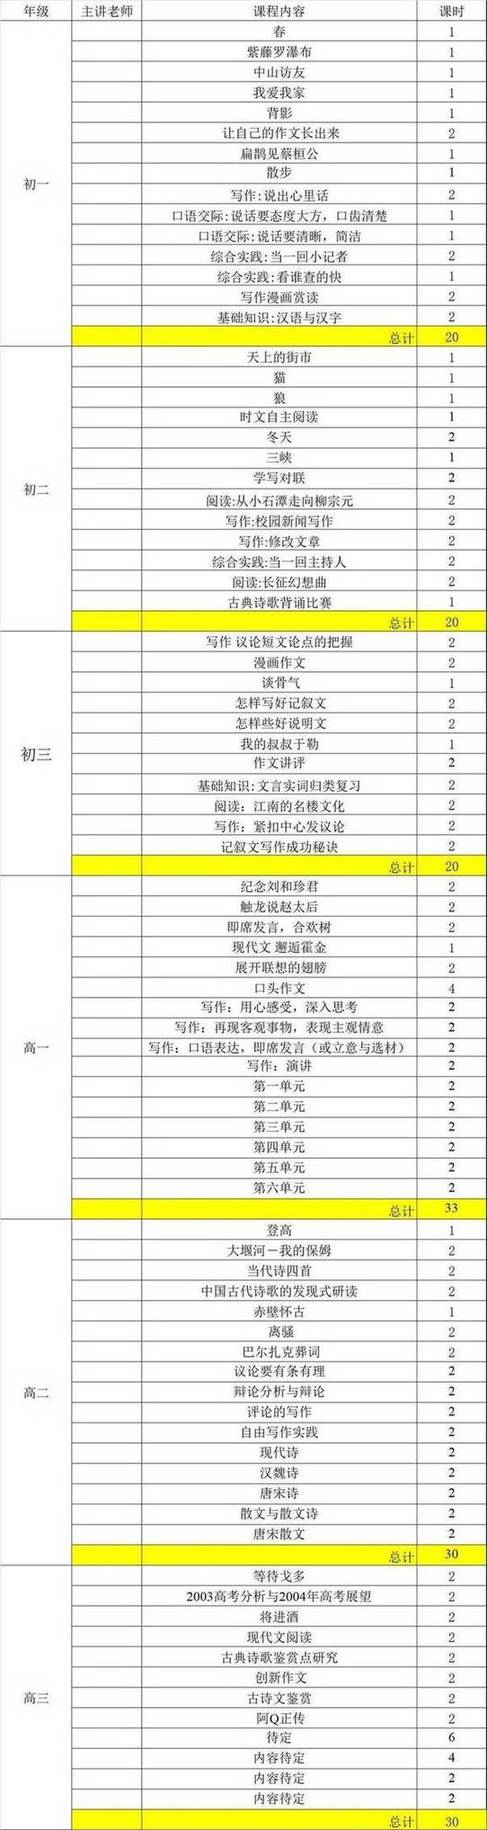 年级 主讲老师 课程内容 课时
春 1
紫藤罗瀑布 1
中山访友 1
我爱我家 1
背影 1
让自己的作文长出来 2
扁鹊见蔡桓公 1
散步 1
初一
写作:说出心里话 2
口语交际:说话要态度大方，口齿清楚 1
口语交际:说话要清晰，简洁 1
综合实践:当一回小记者 2
综合实践:看谁查的快 1
写作漫画赏读 2
基础知识:汉语与汉字 2
总计 20
天上的街市 1
猫 1
狼 1
时文自主阅读 1
冬天 2
三峡 1
学写对联 2
初二
阅读:从小石潭走向柳宗元 2
写作:校园新闻写作 2
写作:修改文章 2
综合实践:当一回主持人 2
阅读:长征幻想曲 2
古典诗歌背诵比赛 1
总计 20
写作 议论短文论点的把握 2
漫画作文 2
谈骨气 1
怎样写好记叙文 2
怎样些好说明文 2
我的叔叔于勒 1
初三
作文讲评 2
基础知识:文言实词归类复习 2
阅读：江南的名楼文化 2
写作：紧扣中心发议论 2
记叙文写作成功秘诀 2
总计 20
纪念刘和珍君 2
触龙说赵太后 2
即席发言，合欢树 2
现代文 邂逅霍金 1
展开联想的翅膀 2
口头作文 4
写作：用心感受，深入思考 2
写作：再现客观事物，表现主观情意 2
高一 写作：口语表达，即席发言（或立意与选材） 2
写作：演讲 2
第一单元 2
第二单元 2
第三单元 2
第四单元 2
第五单元 2
第六单元 2
总计 33
登高 1
大堰河－我的保姆 2
当代诗四首 2
中国古代诗歌的发现式研读 2
赤壁怀古 1
离骚 2
巴尔扎克葬词 2
议论要有条有理 2
高二 辩论分析与辩论 2
评论的写作 2
自由写作实践 2
现代诗 2
汉魏诗 2
唐宋诗 2
散文与散文诗 2
唐宋散文 2
总计 30
等待戈多 2
2003高考分析与2004年高考展望 2
将进酒 2
现代文阅读 2
古典诗歌鉴赏点研究 2
创新作文 2
高三 古诗文鉴赏 2
阿Q正传 2
待定 6
内容待定 4
内容待定 2
内容待定 2
总计 30